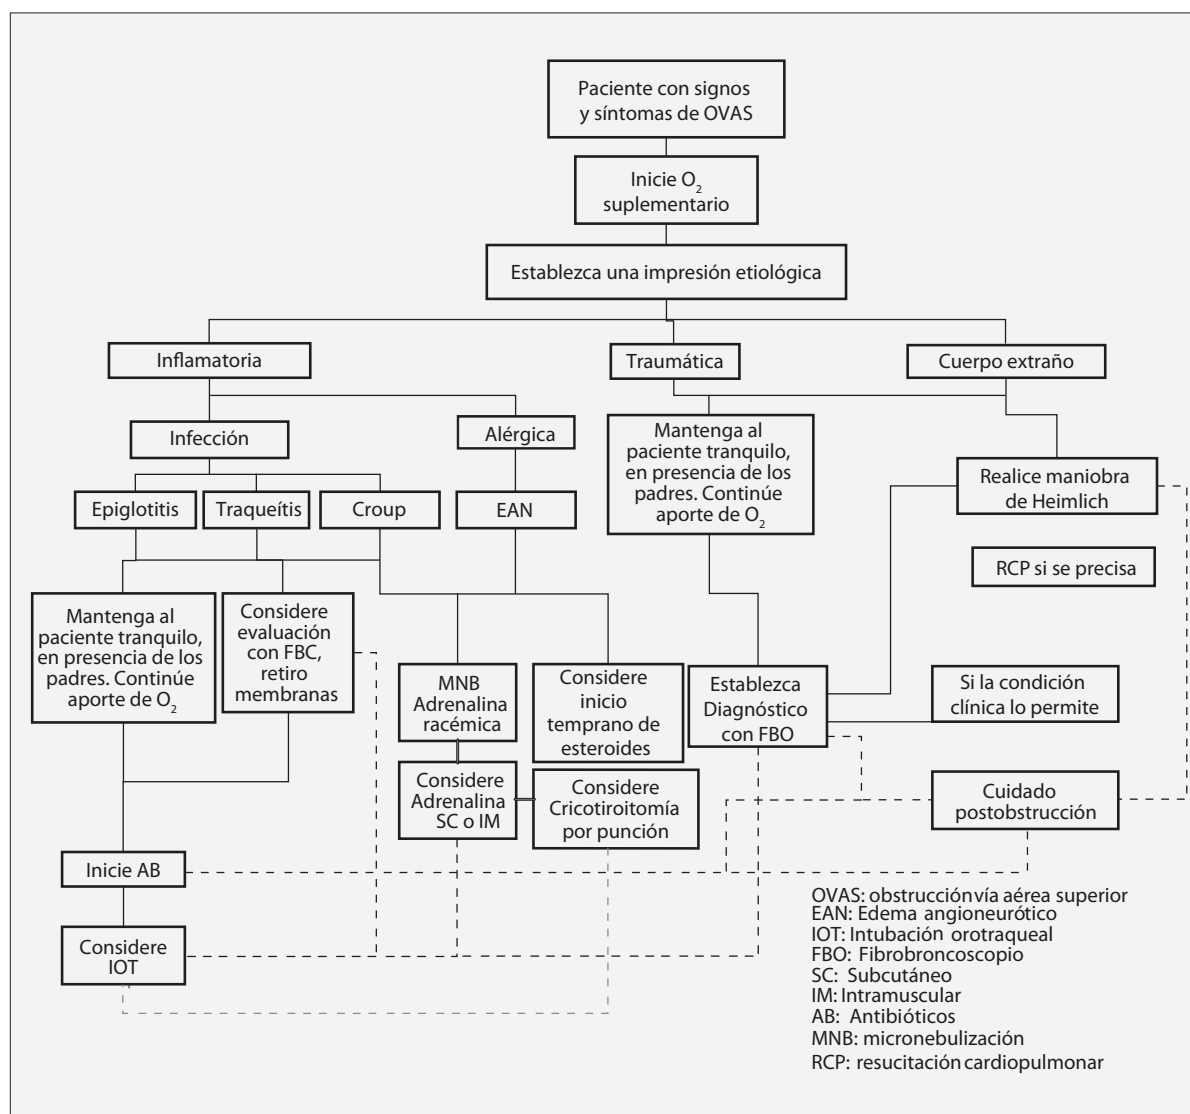 Paciente con signos
y síntomas de OVAS
Inicie O2
suplementario
Establezca una impresión etiológica
Inflamatoria
Traumática
Cuerpo extraño
Infección
Alérgica
Mantenga al
paciente tranquilo,
en presencia de los
padres. Continúe
aporte de O2
Realice maniobra
de Heimlich
Epiglotitis
Traqueítis
Croup
EAN
RCP si se precisa
Mantenga al
paciente tranquilo,
en presencia de los
padres. Continúe
aporte de O2
Considere
evaluación
con FBC,
retiro
membranas
MNB
Adrenalina
racémica
Considere
inicio
temprano de
esteroides
Establezca
Diagnóstico
con FBO
Si la condición
clínica lo permite
Considere
Adrenalina
SC o IM
Considere
Cricotiroitomía
por punción
Cuidado
postobstrucción
Inicie AB
Considere
IOT
OVAS: obstrucción vía aérea superior
EAN: Edema angioneurótico
IOT: Intubación orotraqueal
FBO: Fibrobroncoscopio
SC: Subcutáneo
IM: Intramuscular
AB: Antibióticos
MNB: micronebulización
RCP: resucitación cardiopulmonar